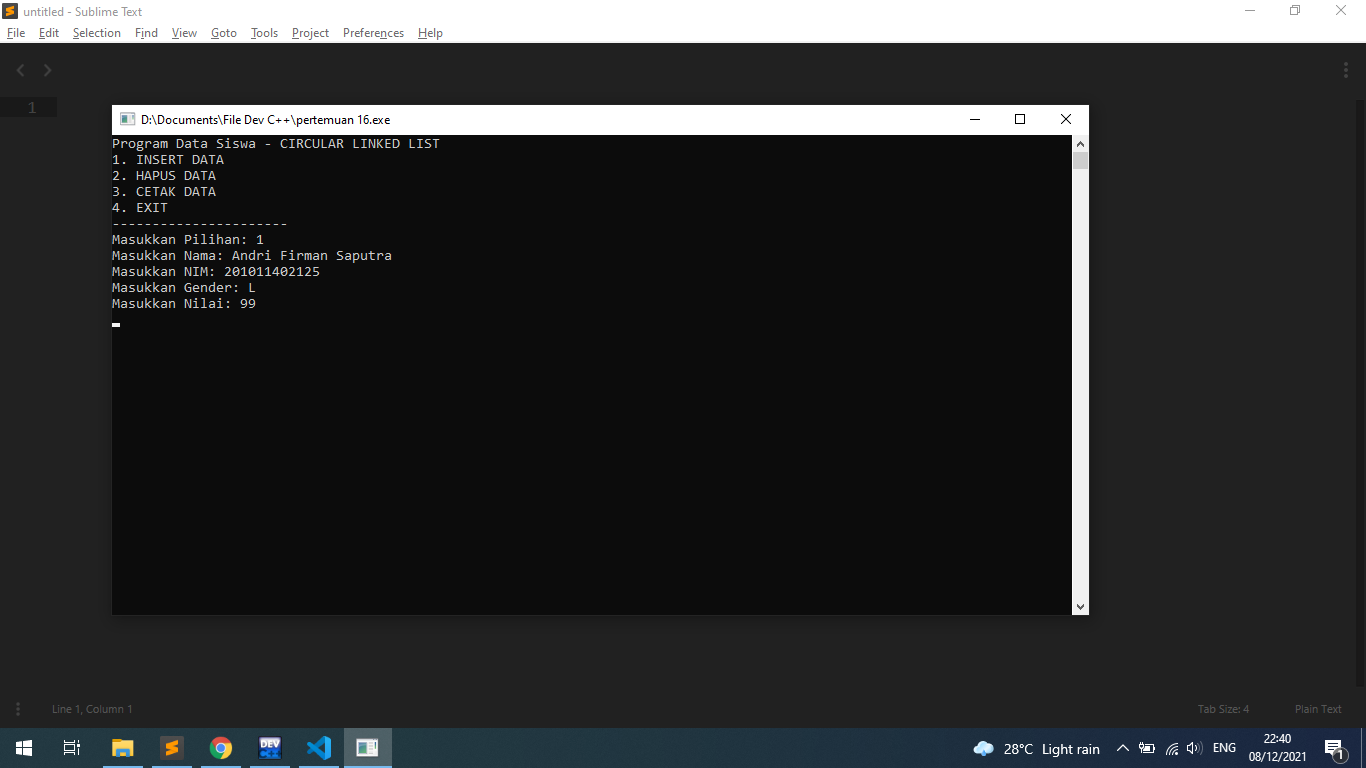 untitled - Sublime Text
File Edit Selection Find View Goto Tools Project Preferences Help
1
D:\Documents\File Dev C++\pertemuan 16.exe
Program Data Siswa - CIRCULAR LINKED LIST
1. INSERT DATA
2. HAPUS DATA
3. CETAK DATA
4. EXIT
----------------------
Masukkan Pilihan: 1
Masukkan Nama: Andri Firman Saputra
Masukkan NIM: 201011402125
Masukkan Gender: L
Masukkan Nilai: 99
Line 1, Column 1 Tab Size: 4 Plain Text
DEV
28°C Light rain ENG 22:40
08/12/2021 1